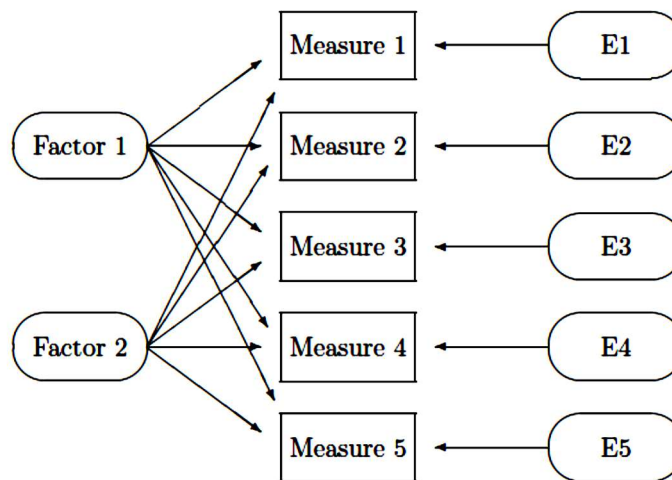 Measure 1
E1
Factor 1
Measure 2
E2
Measure 3
E3
Factor 2
Measure 4
E4
Measure 5
E5